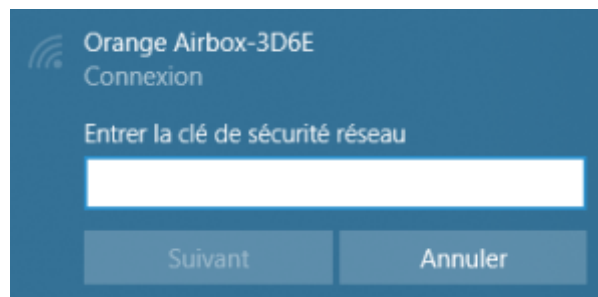 Orange Airbox-3D6E
Connexion
Entrer la clé de sécurité réseau
Suivant
Annuler